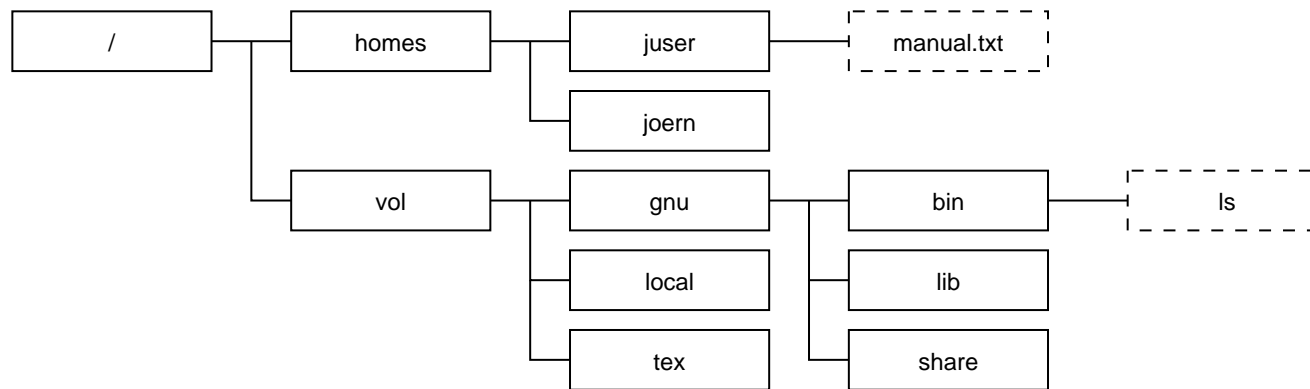 / homes juser manual.txt
joern
vol gnu bin ls
local lib
tex share